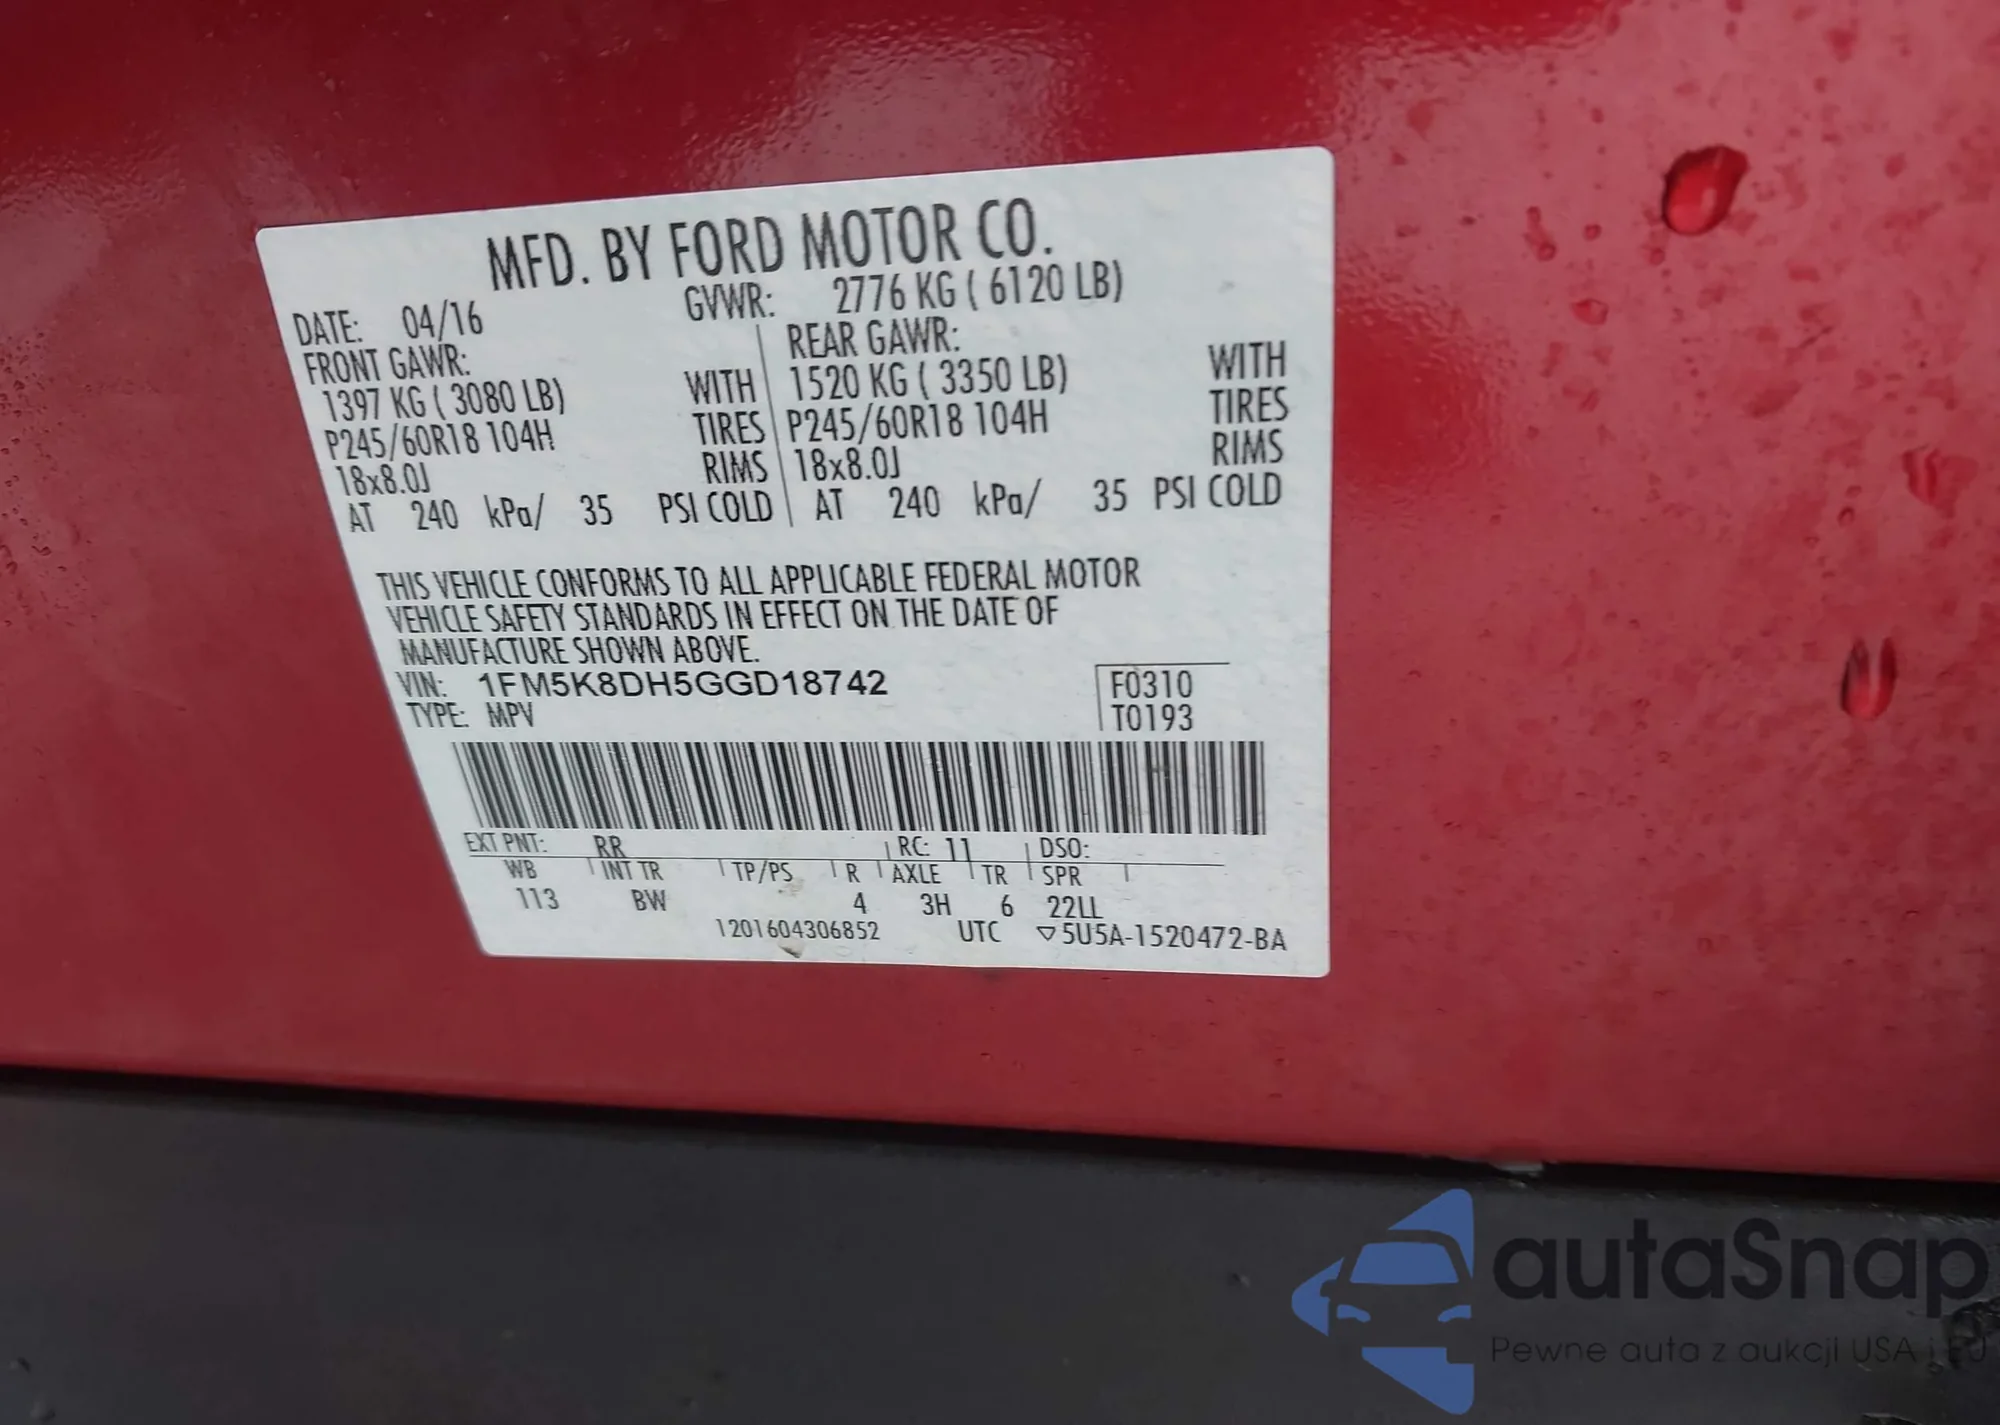 MFD. BY FORD MOTOR CO.
DATE: 04/16 GVWR: 2776 KG ( 6120 LB)
FRONT GAWR: REAR GAWR:
1397 KG ( 3080 LB) WITH 1520 KG ( 3350 LB) WITH
P245/60R18 104H TIRES P245/60R18 104H TIRES
18x8.0J RIMS 18x8.0J RIMS
AT 240 kPa/ 35 PSI COLD AT 240 kPa/ 35 PSI COLD
THIS VEHICLE CONFORMS TO ALL APPLICABLE FEDERAL MOTOR
VEHICLE SAFETY STANDARDS IN EFFECT ON THE DATE OF
MANUFACTURE SHOWN ABOVE.
VIN: 1FM5K8DH5GGD18742 F0310
TYPE: MPV T0193
EXT PNT: RR RC: 11 DSO:
WB INT TR TP/PS R AXLE TR SPR
113 BW 4 3H 6 22LL
1201604306852 UTC ▽5U5A-1520472-BA
autaSnap
Pewne auta z aukcji USA i EU